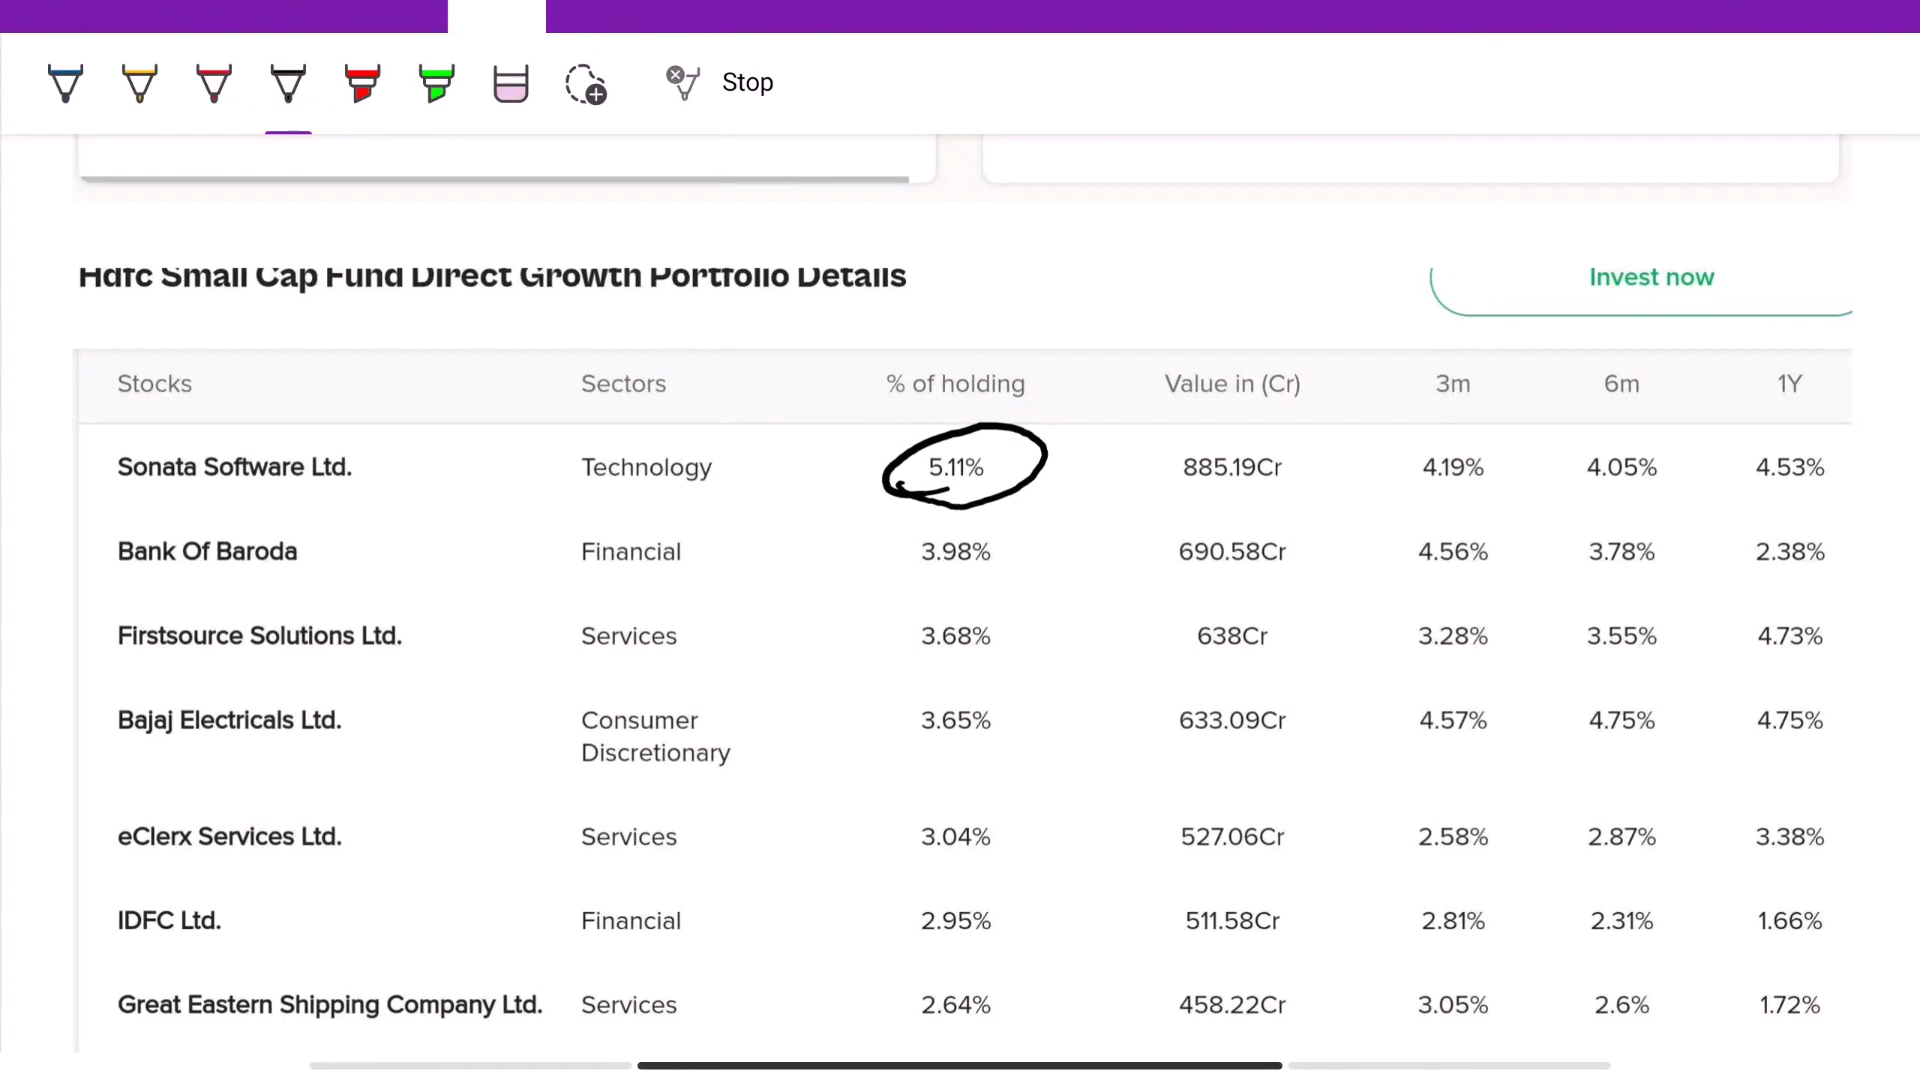 Stop
Hdfc Small Cap Fund Direct Growth Portfolio Details
Invest now
Stocks Sectors % of holding Value in (Cr) 3m 6m 1Y
Sonata Software Ltd. Technology 5.11% 885.19Cr 4.19% 4.05% 4.53%
Bank Of Baroda Financial 3.98% 690.58Cr 4.56% 3.78% 2.38%
Firstsource Solutions Ltd. Services 3.68% 638Cr 3.28% 3.55% 4.73%
Bajaj Electricals Ltd. Consumer 3.65% 633.09Cr 4.57% 4.75% 4.75%
Discretionary
eClerx Services Ltd. Services 3.04% 527.06Cr 2.58% 2.87% 3.38%
IDFC Ltd. Financial 2.95% 511.58Cr 2.81% 2.31% 1.66%
Great Eastern Shipping Company Ltd. Services 2.64% 458.22Cr 3.05% 2.6% 1.72%